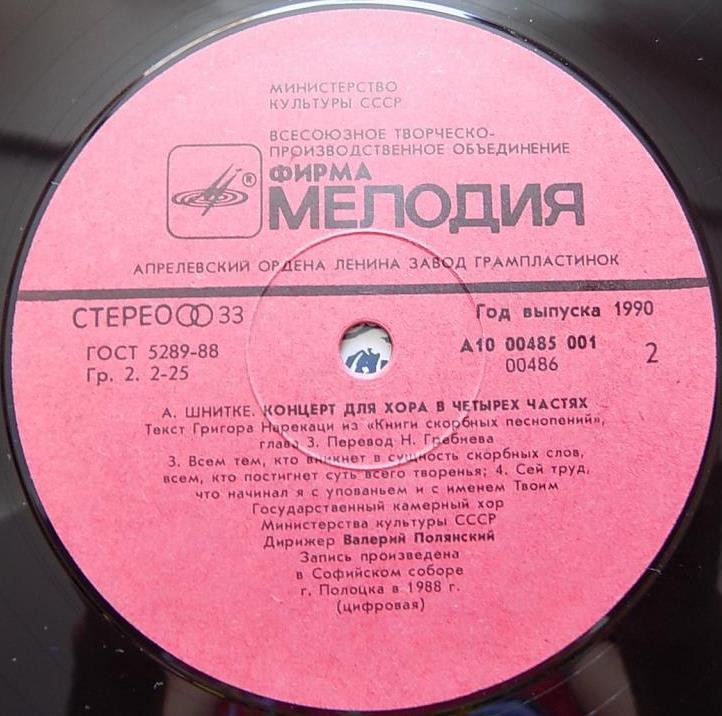 МИНИСТЕРСТВО
КУЛЬТУРЫ СССР
ВСЕСОЮЗНОЕ ТВОРЧЕСКО-
ПРОИЗВОДСТВЕННОЕ ОБЪЕДИНЕНИЕ
ФИРМА
®
МЕЛОДИЯ
АПРЕЛЕВСКИЙ ОРДЕНА ЛЕНИНА ЗАВОД ГРАМПЛАСТИНОК
СТЕРЕО 33
Год выпуска 1990
ГОСТ 5289-88
А10 00485 001
Гр. 2. 2-25
00486
2
А. ШНИТКЕ. КОНЦЕРТ ДЛЯ ХОРА В ЧЕТЫРЕХ ЧАСТЯХ
Текст Григора Нарекаци из «Книги скорбных песнопений»,
глава 3. Перевод Н. Гребнева
3. Всем тем, кто вникнет в сущность скорбных слов,
всем, кто постигнет суть всего творенья; 4. Сей труд,
что начинал я с упованьем и с именем Твоим
Государственный камерный хор
Министерства культуры СССР
Дирижер Валерий Полянский
Запись произведена
в Софийском соборе
г. Полоцка в 1988 г.
(цифровая)